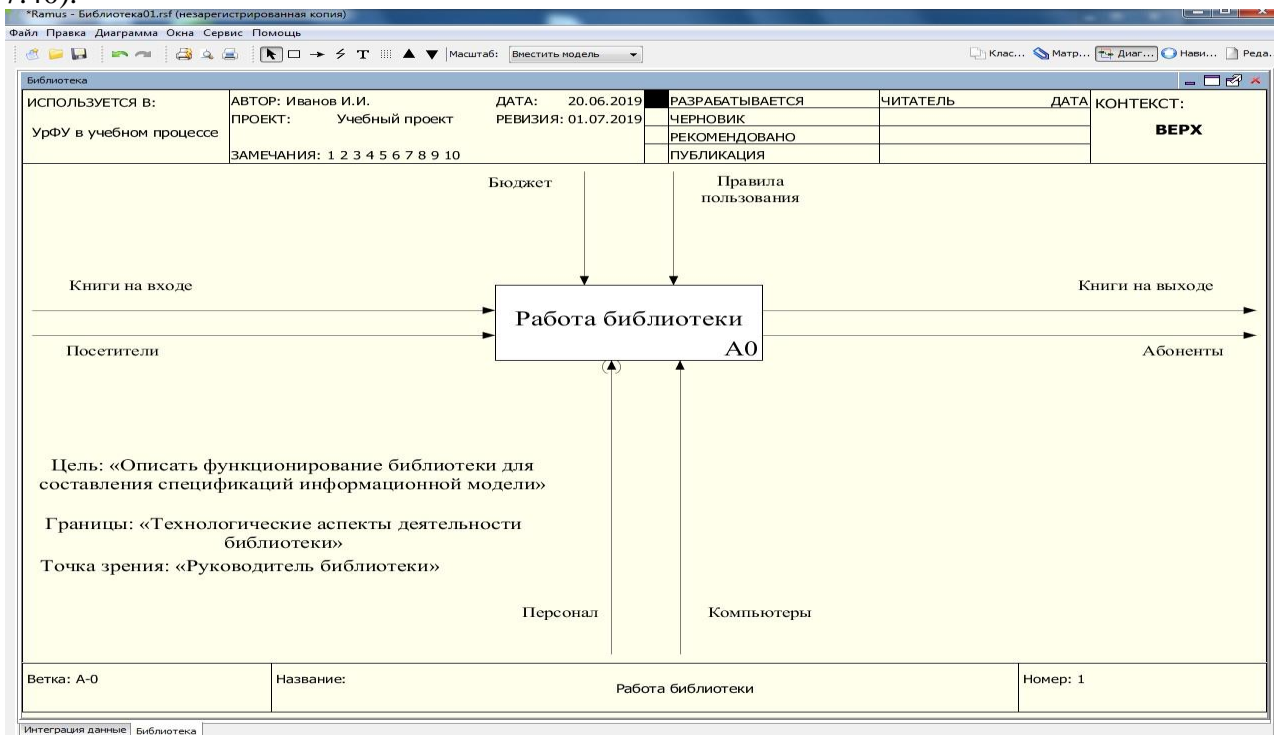 7.40).
*Ramus - Библиотека01.rsf (незарегистрированная копия)
Файл Правка Диаграмма Окна Сервис Помощь
T Масштаб: Вместить модель Клас... Матр... Диаг... Нави... Реда.
Библиотека
ИСПОЛЬЗУЕТСЯ В:
УрФУ в учебном процессе
АВТОР: Иванов И.И.
ПРОЕКТ: Учебный проект
ЗАМЕЧАНИЯ: 1 2 3 4 5 6 7 8 9 10
ДАТА: 20.06.2019
РЕВИЗИЯ: 01.07.2019
РАЗРАБАТЫВАЕТСЯ
ЧЕРНОВИК
РЕКОМЕНДОВАНО
ПУБЛИКАЦИЯ
ЧИТАТЕЛЬ ДАТА
КОНТЕКСТ:
ВЕРХ
Бюджет
Правила
пользования
Книги на входе
Книги на выходе
Работа библиотеки
A0
Посетители
Абоненты
Цель: «Описать функционирование библиотеки для
составления спецификаций информационной модели»
Границы: «Технологические аспекты деятельности
библиотеки»
Точка зрения: «Руководитель библиотеки»
Персонал
Компьютеры
Ветка: A-0
Название:
Работа библиотеки
Номер: 1
Интеграция данные Библиотека